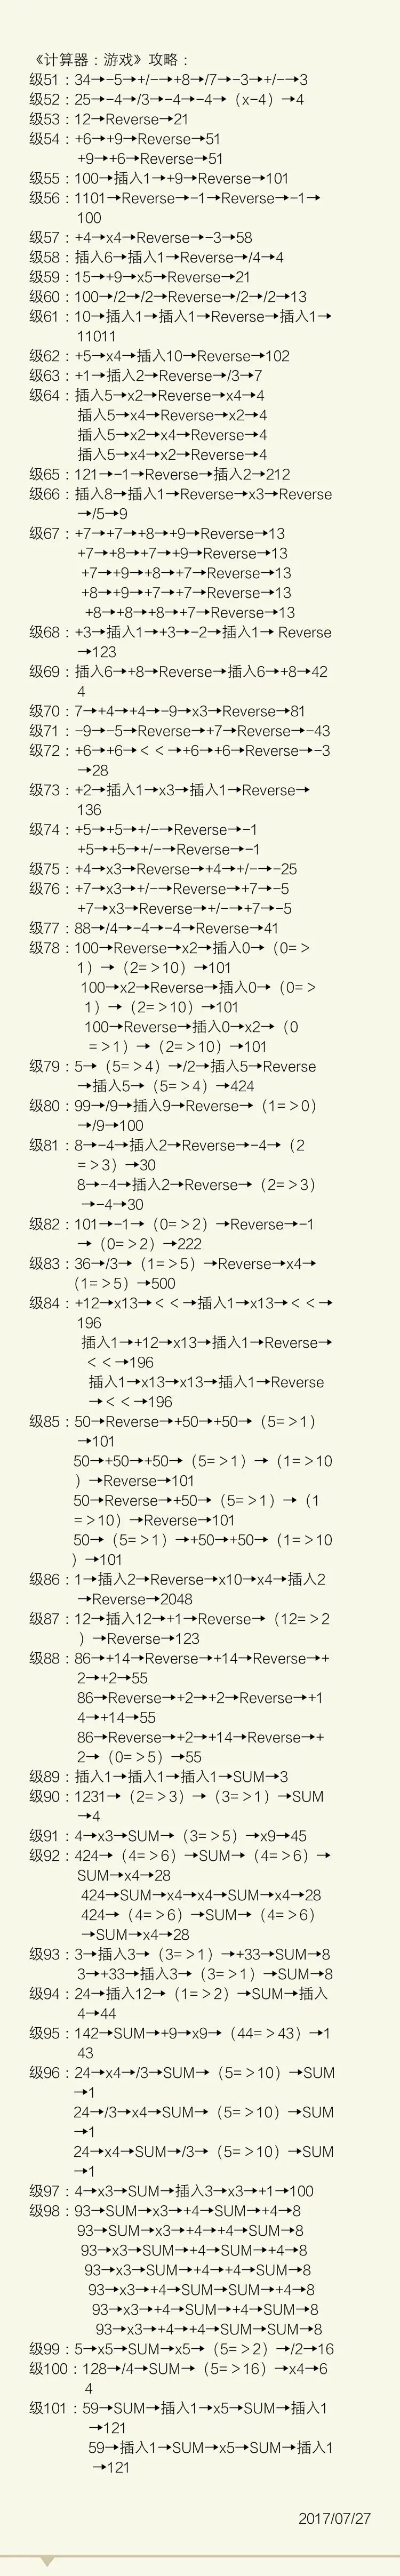 《计算器：游戏》攻略：
级51：34→-5→+/-→+8→/7→-3→+/-→3
级52：25→-4→/3→-4→-4→（x-4）→4
级53：12→Reverse→21
级54：+6→+9→Reverse→51
+9→+6→Reverse→51
级55：100→插入1→+9→Reverse→101
级56：1101→Reverse→-1→Reverse→-1→
100
级57：+4→x4→Reverse→-3→58
级58：插入6→插入1→Reverse→/4→4
级59：15→+9→x5→Reverse→21
级60：100→/2→/2→Reverse→/2→/2→13
级61：10→插入1→插入1→Reverse→插入1→
11011
级62：+5→x4→插入10→Reverse→102
级63：+1→插入2→Reverse→/3→7
级64：插入5→x2→Reverse→x4→4
插入5→x4→Reverse→x2→4
插入5→x2→x4→Reverse→4
插入5→x4→x2→Reverse→4
级65：121→-1→Reverse→插入2→212
级66：插入8→插入1→Reverse→x3→Reverse
→/5→9
级67：+7→+7→+8→+9→Reverse→13
+7→+8→+7→+9→Reverse→13
+7→+9→+8→+7→Reverse→13
+8→+9→+7→+7→Reverse→13
+8→+8→+8→+7→Reverse→13
级68：+3→插入1→+3→-2→插入1→ Reverse
→123
级69：插入6→+8→Reverse→插入6→+8→42
4
级70：7→+4→+4→-9→x3→Reverse→81
级71：-9→-5→Reverse→+7→Reverse→-43
级72：+6→+6→＜＜→+6→+6→Reverse→-3
→28
级73：+2→插入1→x3→插入1→Reverse→
136
级74：+5→+5→+/-→Reverse→-1
+5→+5→+/-→Reverse→-1
级75：+4→x3→Reverse→+4→+/-→-25
级76：+7→x3→+/-→Reverse→+7→-5
+7→x3→Reverse→+/-→+7→-5
级77：88→/4→-4→-4→Reverse→41
级78：100→Reverse→x2→插入0→（0=＞
1）→（2=＞10）→101
100→x2→Reverse→插入0→（0=＞
1）→（2=＞10）→101
100→Reverse→插入0→x2→（0
=＞1）→（2=＞10）→101
级79：5→（5=＞4）→/2→插入5→Reverse
→插入5→（5=＞4）→424
级80：99→/9→插入9→Reverse→（1=＞0）
→/9→100
级81：8→-4→插入2→Reverse→-4→（2
=＞3）→30
8→-4→插入2→Reverse→（2=＞3）
→-4→30
级82：101→-1→（0=＞2）→Reverse→-1
→（0=＞2）→222
级83：36→/3→（1=＞5）→Reverse→x4→
（1=＞5）→500
级84：+12→x13→＜＜→插入1→x13→＜＜→
196
插入1→+12→x13→插入1→Reverse→
＜＜→196
插入1→x13→x13→插入1→Reverse
→＜＜→196
级85：50→Reverse→+50→+50→（5=＞1）
→101
50→+50→+50→（5=＞1）→（1=＞10
）→Reverse→101
50→Reverse→+50→（5=＞1）→（1
=＞10）→Reverse→101
50→（5=＞1）→+50→+50→（1=＞10
）→101
级86：1→插入2→Reverse→x10→x4→插入2
→Reverse→2048
级87：12→插入12→+1→Reverse→（12=＞2
）→Reverse→123
级88：86→+14→Reverse→+14→Reverse→+
2→+2→55
86→Reverse→+2→+2→Reverse→+1
4→+14→55
86→Reverse→+2→+14→Reverse→+
2→（0=＞5）→55
级89：插入1→插入1→插入1→SUM→3
级90：1231→（2=＞3）→（3=＞1）→SUM
→4
级91：4→x3→SUM→（3=＞5）→x9→45
级92：424→（4=＞6）→SUM→（4=＞6）→
SUM→x4→28
424→SUM→x4→x4→SUM→x4→28
424→（4=＞6）→SUM→（4=＞6）
→SUM→x4→28
级93：3→插入3→（3=＞1）→+33→SUM→8
3→+33→插入3→（3=＞1）→SUM→8
级94：24→插入12→（1=＞2）→SUM→插入
4→44
级95：142→SUM→+9→x9→（44=＞43）→1
43
级96：24→x4→/3→SUM→（5=＞10）→SUM
→1
24→/3→x4→SUM→（5=＞10）→SUM
→1
24→x4→SUM→/3→（5=＞10）→SUM
→1
级97：4→x3→SUM→插入3→x3→+1→100
级98：93→SUM→x3→+4→SUM→+4→8
93→SUM→x3→+4→+4→SUM→8
93→x3→SUM→+4→SUM→+4→8
93→x3→SUM→+4→+4→SUM→8
93→x3→+4→SUM→SUM→+4→8
93→x3→+4→SUM→+4→SUM→8
93→x3→+4→+4→SUM→SUM→8
级99：5→x5→SUM→x5→（5=＞2）→/2→16
级100：128→/4→SUM→（5=＞16）→x4→6
4
级101：59→SUM→插入1→x5→SUM→插入1
→121
59→插入1→SUM→x5→SUM→插入1
→121
2017/07/27